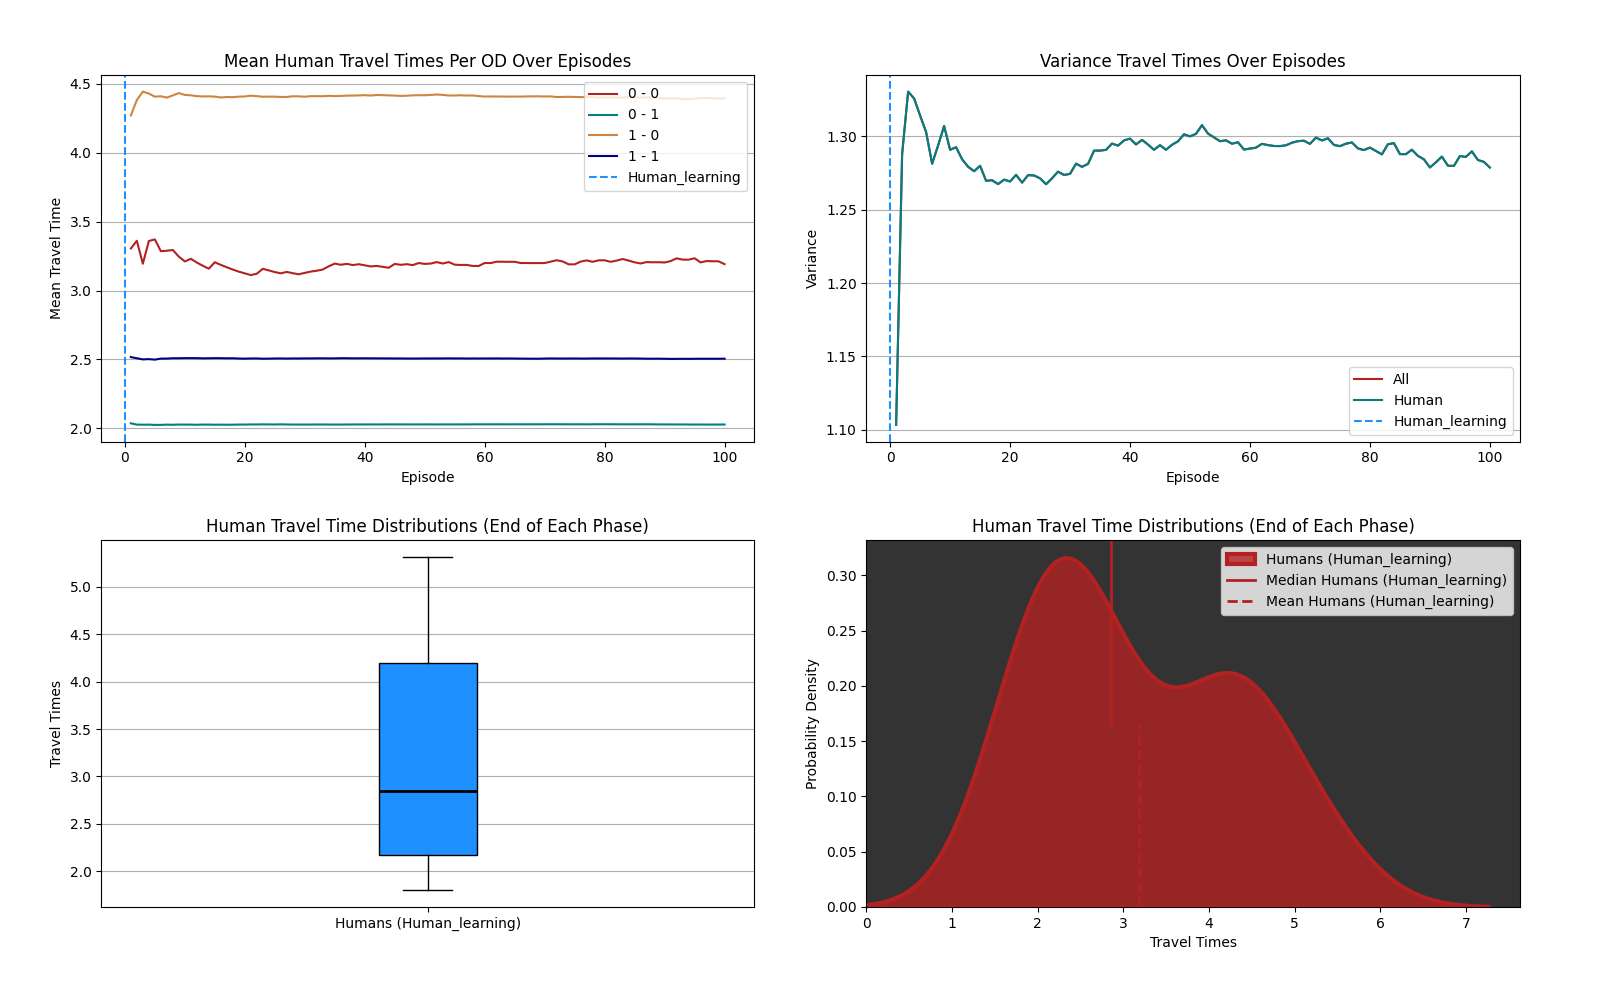 Mean Human Travel Times Per OD Over Episodes
4.5
4.0
3.5
3.0
2.5
2.0
Mean Travel Time
0 - 0
0 - 1
1 - 0
1 - 1
Human_learning
0 20 40 60 80 100
Episode
Variance Travel Times Over Episodes
1.30
1.25
1.20
1.15
1.10
Variance
All
Human
Human_learning
0 20 40 60 80 100
Episode
Human Travel Time Distributions (End of Each Phase)
5.0
4.5
4.0
3.5
3.0
2.5
2.0
Travel Times
Humans (Human_learning)
Human Travel Time Distributions (End of Each Phase)
0.30
0.25
0.20
0.15
0.10
0.05
0.00
Probability Density
Humans (Human_learning)
Median Humans (Human_learning)
Mean Humans (Human_learning)
0 1 2 3 4 5 6 7
Travel Times